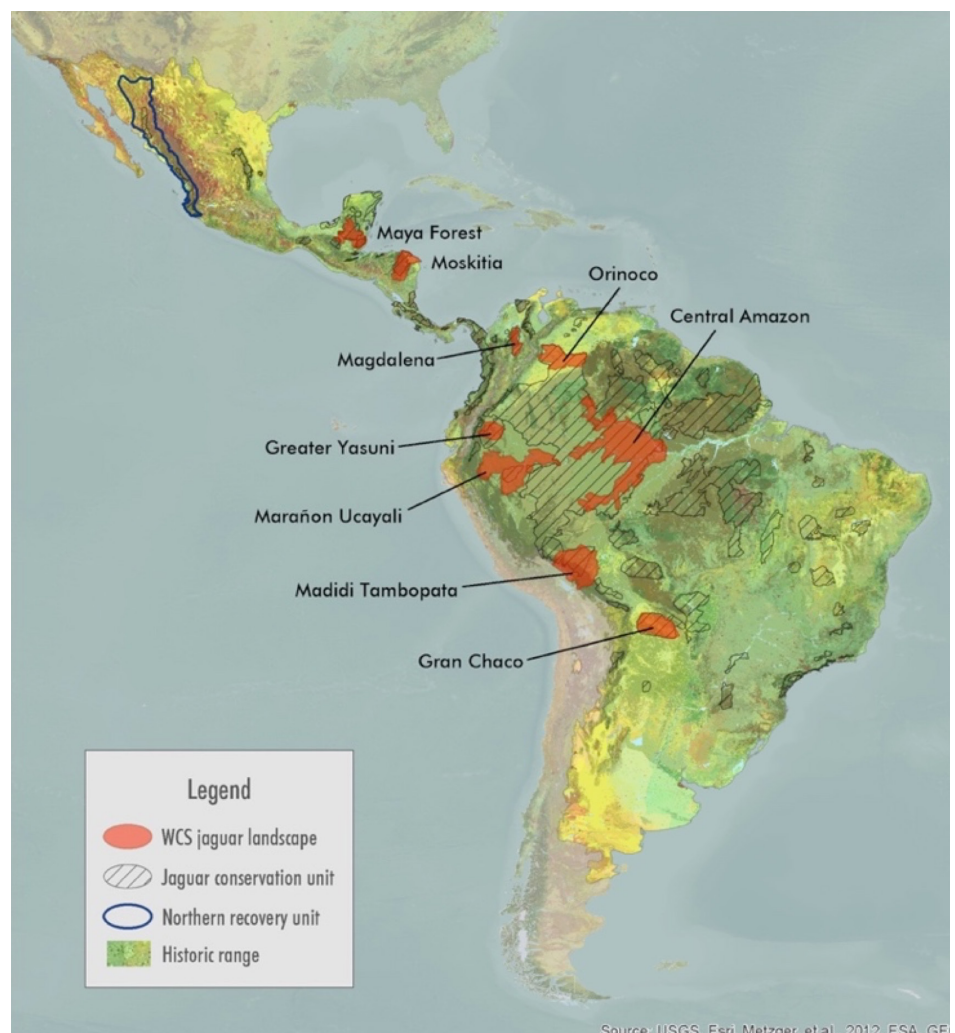 Maya Forest
Moskitia
Orinoco
Central Amazon
Magdalena
Greater Yasuni
Marañon Ucayali
Madidi Tambopata
Gran Chaco
Legend
WCS jaguar landscape
Jaguar conservation unit
Northern recovery unit
Historic range
Source: USGS, Esri, Metzger, et al., 2012, ESA, GE